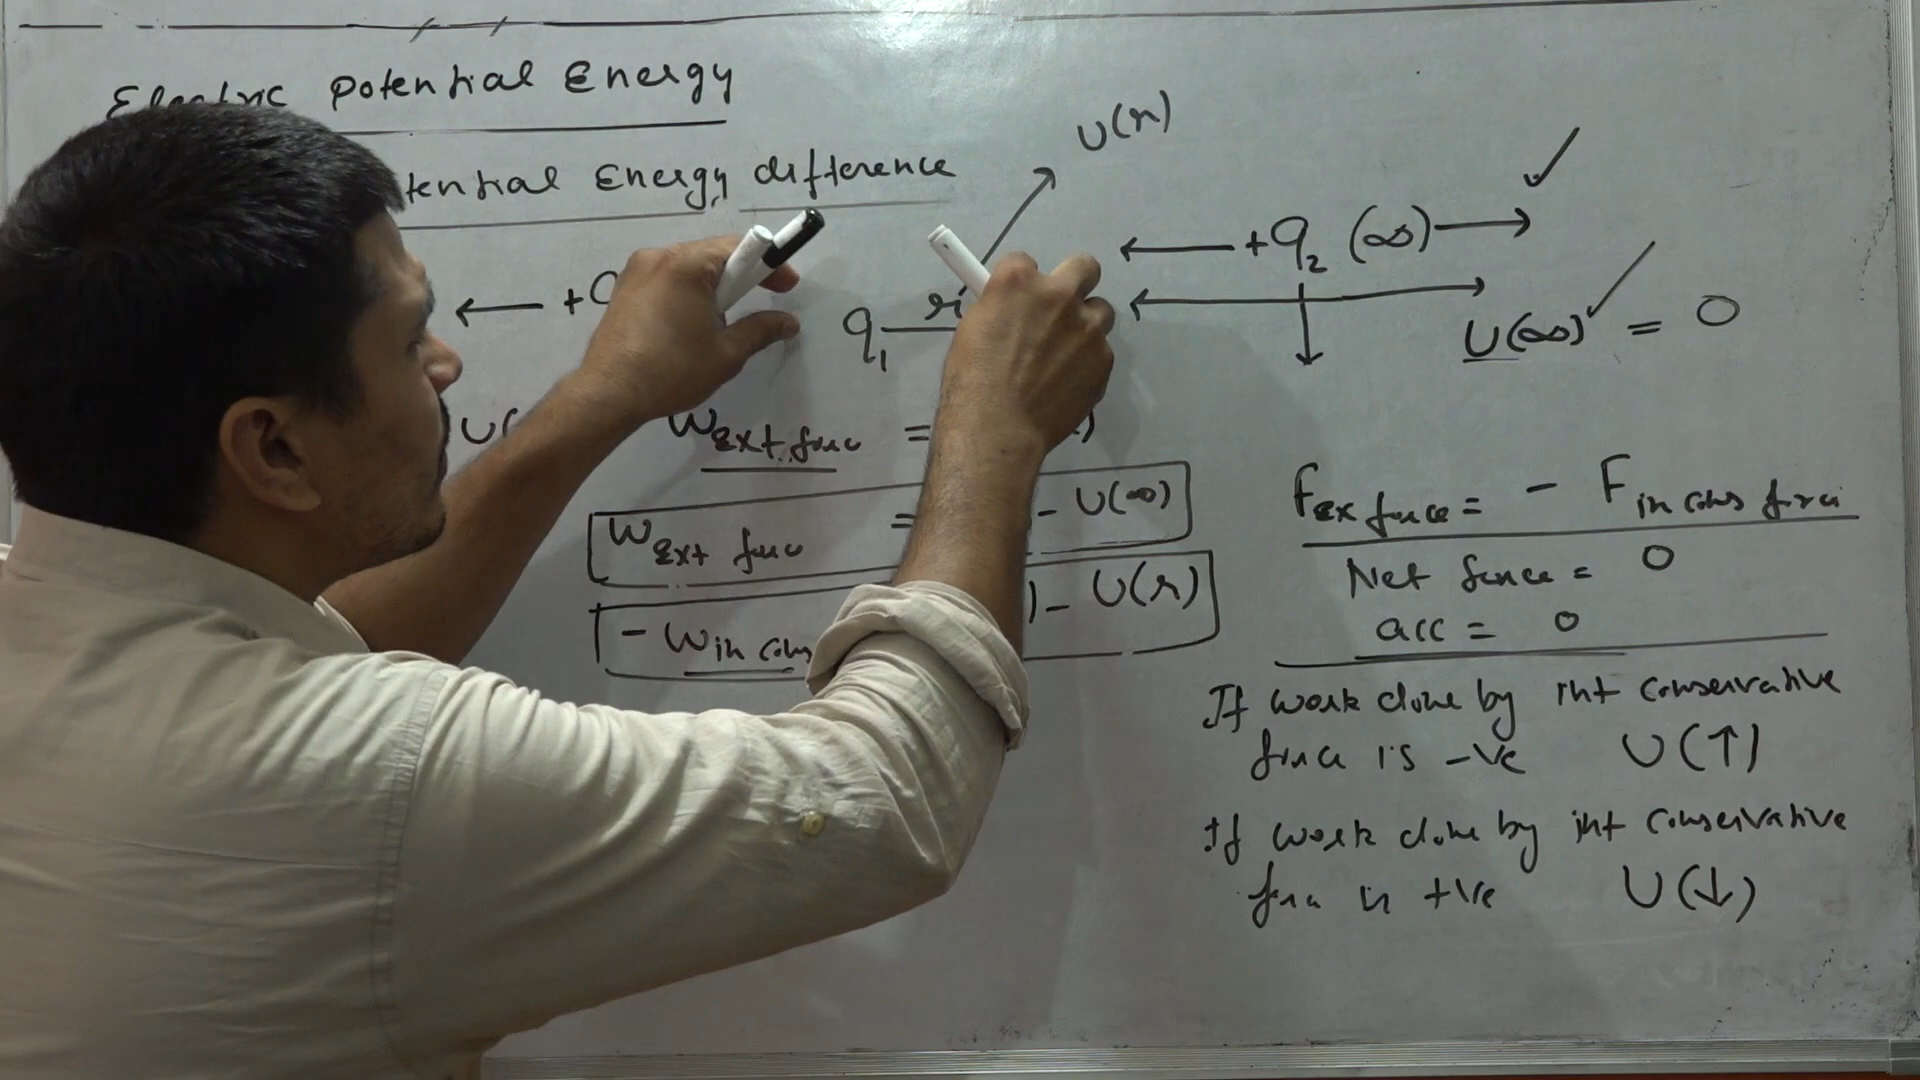 Electric Potential Energy
tential Energy difference
U(r)
← +q₂ (∞) →
← +
q₁ r
U(∞) = 0
U(
W Ext force =
W Ext force = - U(∞)
- W in cons ) - U(r)
F ex force = - F in cons force
Net force = 0
acc = 0
If work done by int conservative
force is -ve U(↑)
If work done by int conservative
force is +ve U(↓)